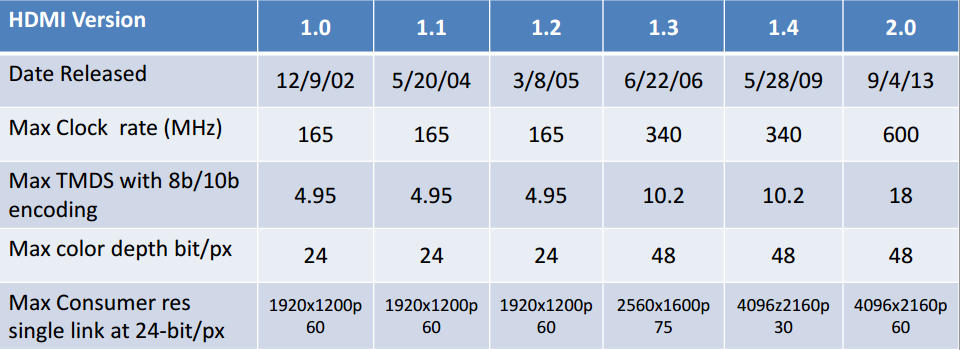 HDMI Version 1.0 1.1 1.2 1.3 1.4 2.0
Date Released 12/9/02 5/20/04 3/8/05 6/22/06 5/28/09 9/4/13
Max Clock rate (MHz) 165 165 165 340 340 600
Max TMDS with 8b/10b
encoding 4.95 4.95 4.95 10.2 10.2 18
Max color depth bit/px 24 24 24 48 48 48
Max Consumer res 1920x1200p 1920x1200p 1920x1200p 2560x1600p 4096z2160p 4096x2160p
single link at 24-bit/px 60 60 60 75 30 60